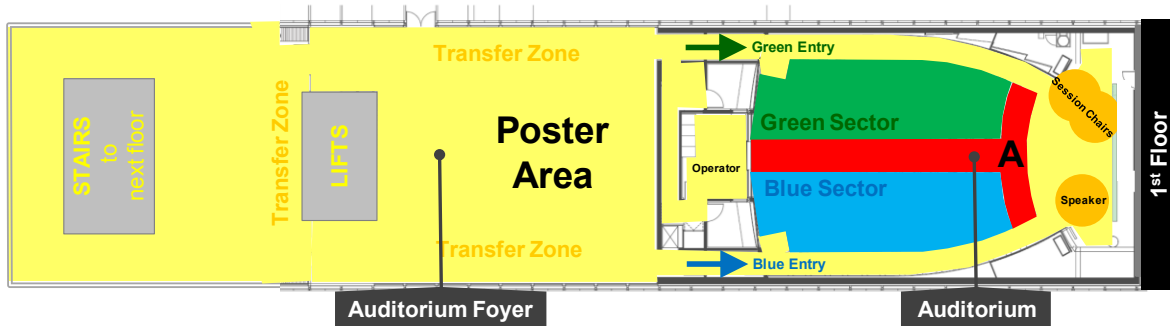 STAIRS
to
next floor
Transfer Zone
LIFTS
Transfer Zone
Poster
Area
Transfer Zone
Auditorium Foyer
Green Entry
Green Sector
Operator
A
Blue Sector
Blue Entry
Session Chairs
Speaker
Auditorium
1st Floor